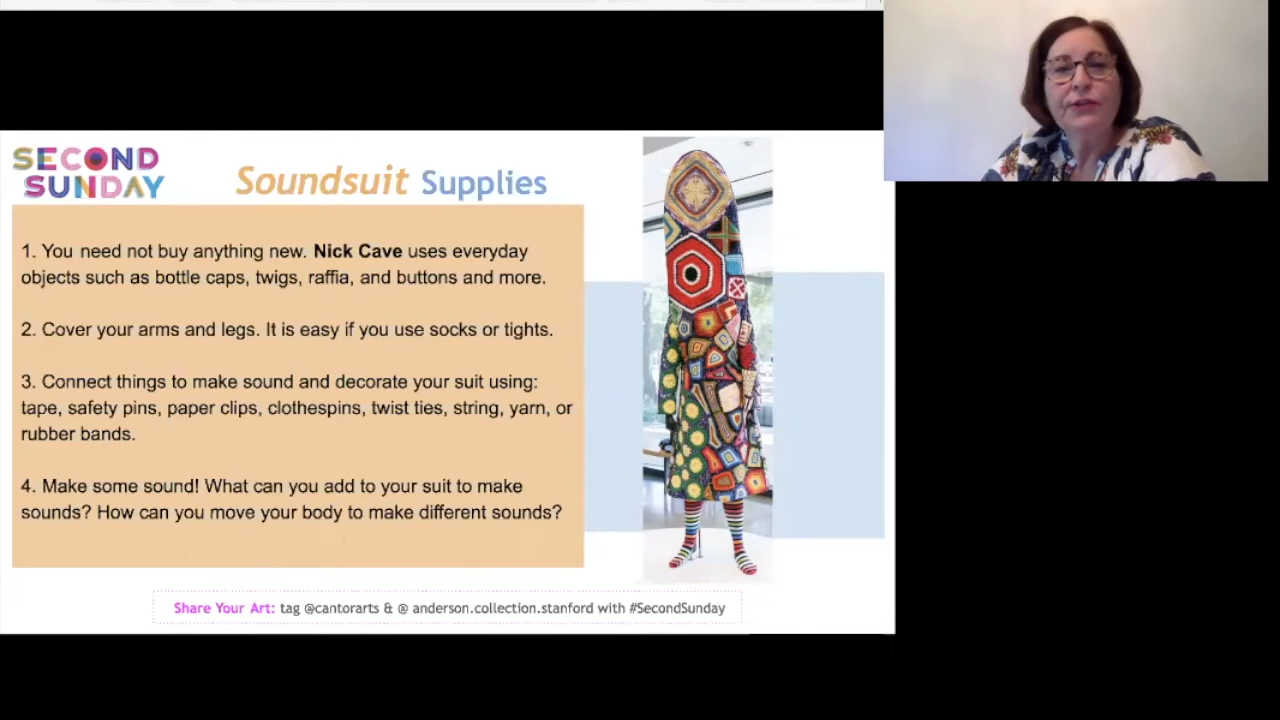 SECOND
SUNDAY
Soundsuit Supplies
1. You need not buy anything new. Nick Cave uses everyday
objects such as bottle caps, twigs, raffia, and buttons and more.
2. Cover your arms and legs. It is easy if you use socks or tights.
3. Connect things to make sound and decorate your suit using:
tape, safety pins, paper clips, clothespins, twist ties, string, yarn, or
rubber bands.
4. Make some sound! What can you add to your suit to make
sounds? How can you move your body to make different sounds?
Share Your Art: tag @cantorarts & @ anderson.collection.stanford with #SecondSunday